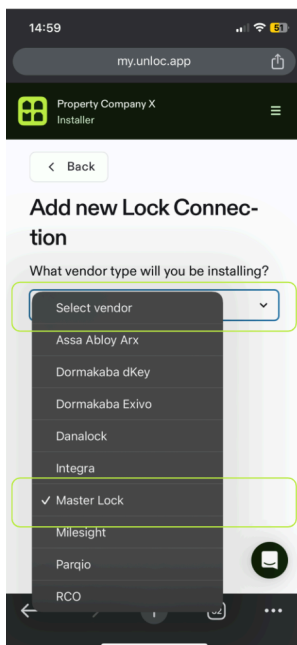 14:59
51
my.unloc.app
Property Company X
Installer
Back
Add new Lock Connec-
tion
What vendor type will you be installing?
Select vendor
Assa Abloy Arx
Dormakaba dKey
Dormakaba Exivo
Danalock
Integra
Master Lock
Milesight
Parqio
RCO